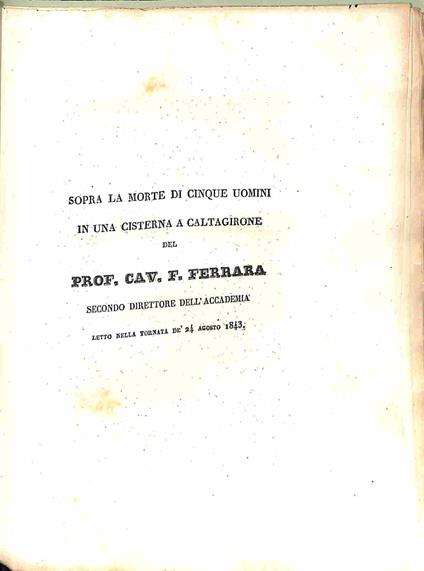 SOPRA LA MORTE DI CINQUE UOMINI
IN UNA CISTERNA A CALTAGIRONE
DEL
PROF. CAV. F. FERRARA
SECONDO DIRETTORE DELL'ACCADEMIA
LETTO NELLA TORNATA DE' 24 AGOSTO 1843.